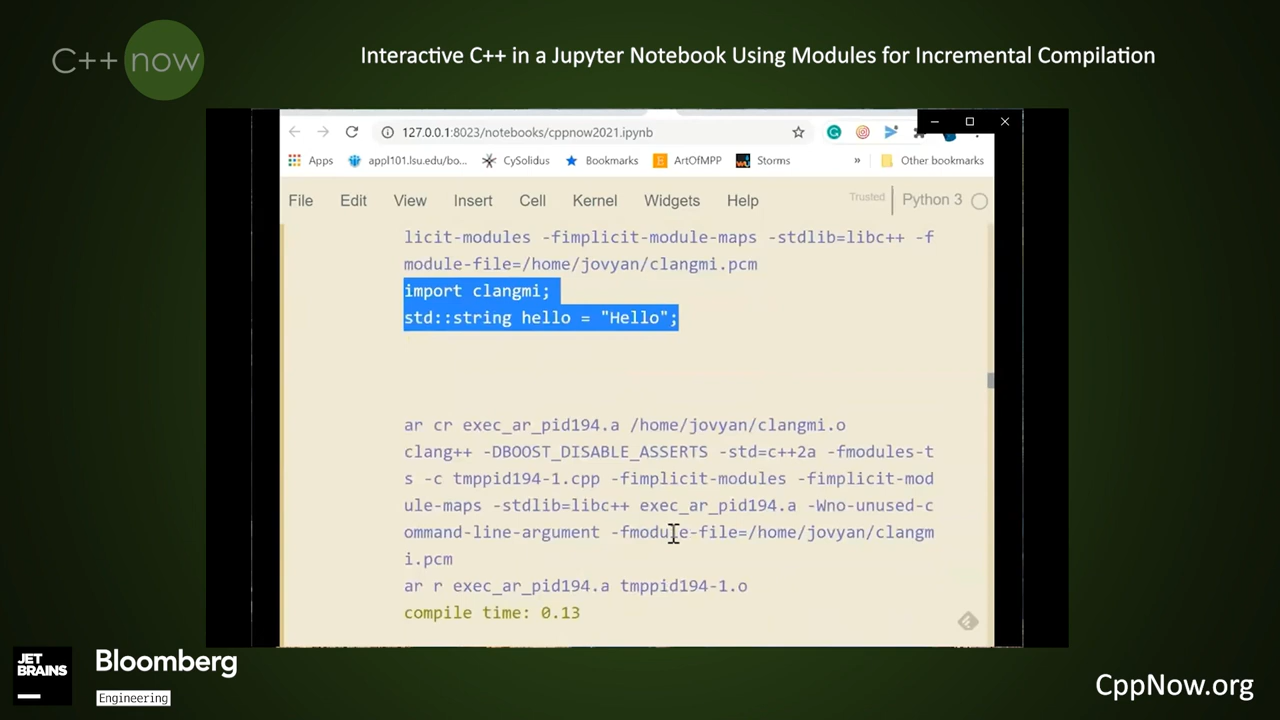 C++ now
Interactive C++ in a Jupyter Notebook Using Modules for Incremental Compilation
127.0.0.1:8023/notebooks/cppnow2021.ipynb
Apps appl101.lsu.edu/bo... CySolidus Bookmarks ArtOfMPP Storms » Other bookmarks
File Edit View Insert Cell Kernel Widgets Help Trusted Python 3
licit-modules -fimplicit-module-maps -stdlib=libc++ -f
module-file=/home/jovyan/clangmi.pcm
import clangmi;
std::string hello = "Hello";
ar cr exec_ar_pid194.a /home/jovyan/clangmi.o
clang++ -DBOOST_DISABLE_ASSERTS -std=c++2a -fmodules-t
s -c tmppid194-1.cpp -fimplicit-modules -fimplicit-mod
ule-maps -stdlib=libc++ exec_ar_pid194.a -Wno-unused-c
ommand-line-argument -fmodule-file=/home/jovyan/clangm
i.pcm
ar r exec_ar_pid194.a tmppid194-1.o
compile time: 0.13
JET
BRAINS
Bloomberg
Engineering
CppNow.org